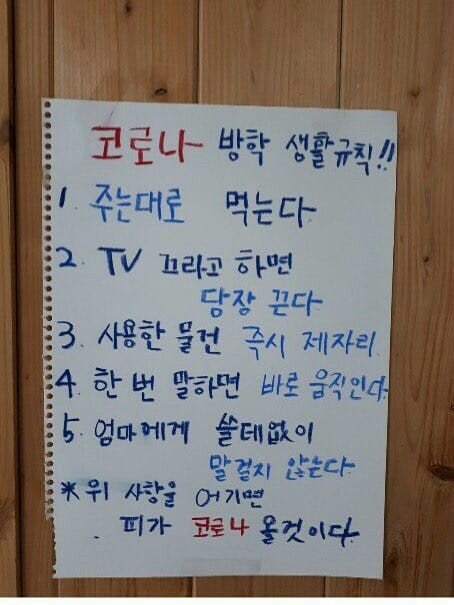 코로나 방학 생활규칙!!
1. 주는대로 먹는다
2. TV 끄라고 하면
당장 끈다.
3. 사용한 물건 즉시 제자리.
4. 한 번 말하면 바로 움직인다.
5. 엄마에게 쓸데없이
말걸지 않는다.
* 위 사항을 어기면
. 피가 코로나 올것이다.